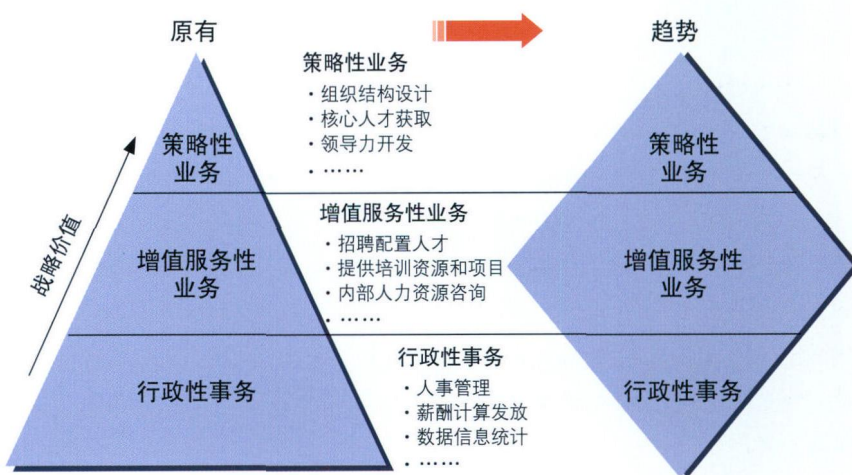 原有
趋势
策略性业务
· 组织结构设计
· 核心人才获取
· 领导力开发
· ……
策略性
业务
策略性
业务
战略价值
增值服务性业务
· 招聘配置人才
· 提供培训资源和项目
· 内部人力资源咨询
· ……
增值服务性
业务
增值服务性
业务
行政性事务
· 人事管理
· 薪酬计算发放
· 数据信息统计
· ……
行政性事务
行政性事务